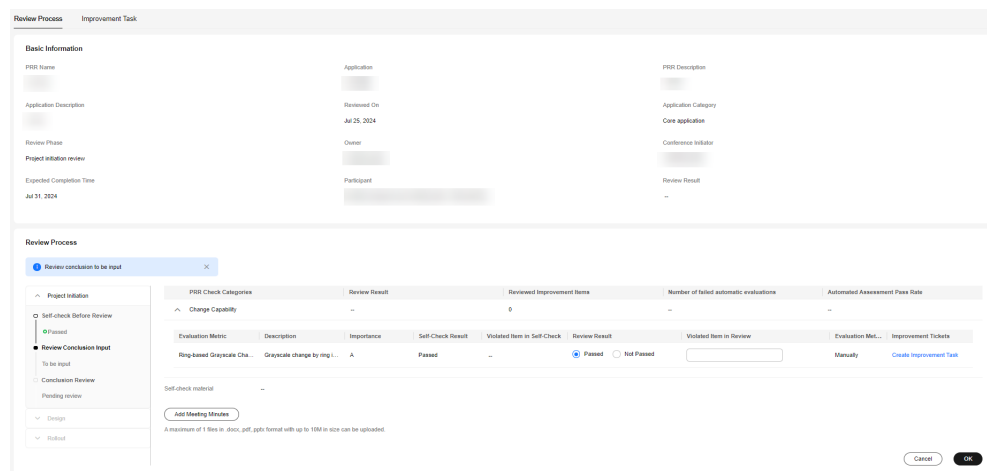 Review Process Improvement Task
Basic Information
PRR Name Application PRR Description
Application Description Reviewed On Application Category
Jul 25, 2024 Core application
Review Phase Owner Conference Initiator
Project initiation review
Expected Completion Time Participant Review Result
Jul 31, 2024 --
Review Process
Review conclusion to be input
Project Initiation
Self-check Before Review
Passed
Review Conclusion Input
To be input
Conclusion Review
Pending review
Design
Rollout
PRR Check Categories Review Result Reviewed Improvement Items Number of failed automatic evaluations Automated Assessment Pass Rate
Change Capability -- 0 -- --
Evaluation Metric Description Importance Self-Check Result Violated Item in Self-Check Review Result Violated Item in Review Evaluation Met... Improvement Tickets
Ring-based Grayscale Cha... Grayscale change by ring i... A Passed -- Passed Not Passed Manually Create Improvement Task
Self-check material --
Add Meeting Minutes
A maximum of 1 files in .docx,.pdf,.pptx format with up to 10M in size can be uploaded.
Cancel OK